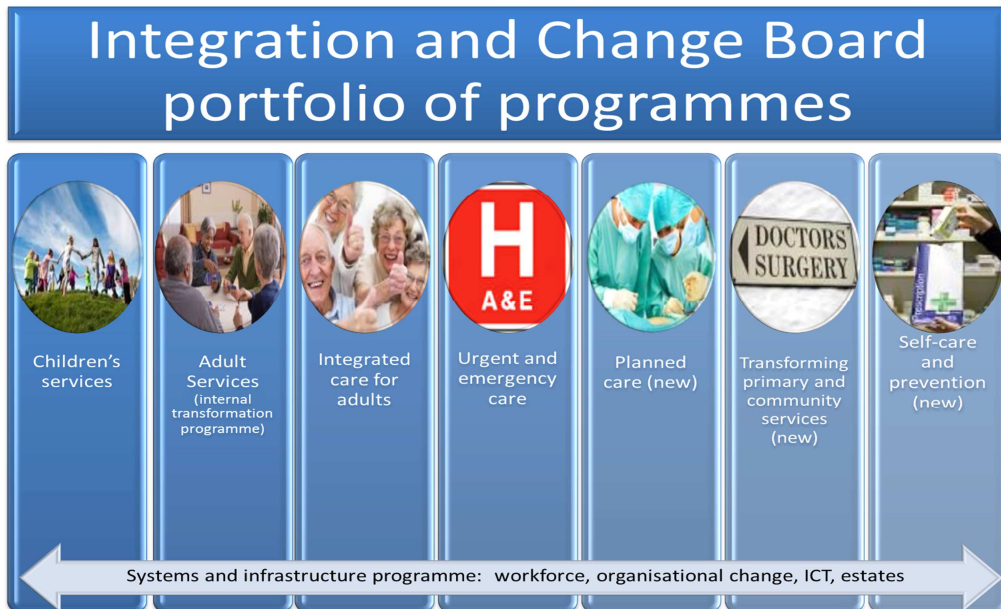 Integration and Change Board
portfolio of programmes
Children’s
services
Adult
Services
(internal
transformation
programme)
Integrated
care for
adults
H
A&E
Urgent and
emergency
care
Planned
care (new)
DOCTORS'
SURGERY
Transforming
primary and
community
services
(new)
Prescription
Self-care
and
prevention
(new)
Systems and infrastructure programme: workforce, organisational change, ICT, estates